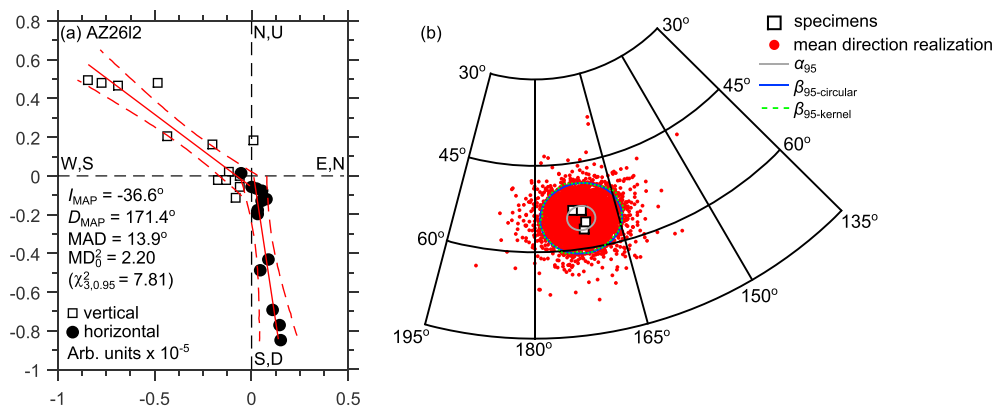 (a) AZ26l2
N,U
0.8
0.6
0.4
0.2
0
-0.2
-0.4
-0.6
-0.8
-1
W,S
E,N
I_MAP = -36.6°
D_MAP = 171.4°
MAD = 13.9°
MD²₀ = 2.20
(χ²₃,₀.₉₅ = 7.81)
vertical
horizontal
Arb. units x 10⁻⁵
S,D
-1
-0.5
0
0.5
(b)
30°
30°
45°
45°
60°
60°
195°
180°
165°
150°
135°
specimens
mean direction realization
α₉₅
β₉₅-circular
β₉₅-kernel